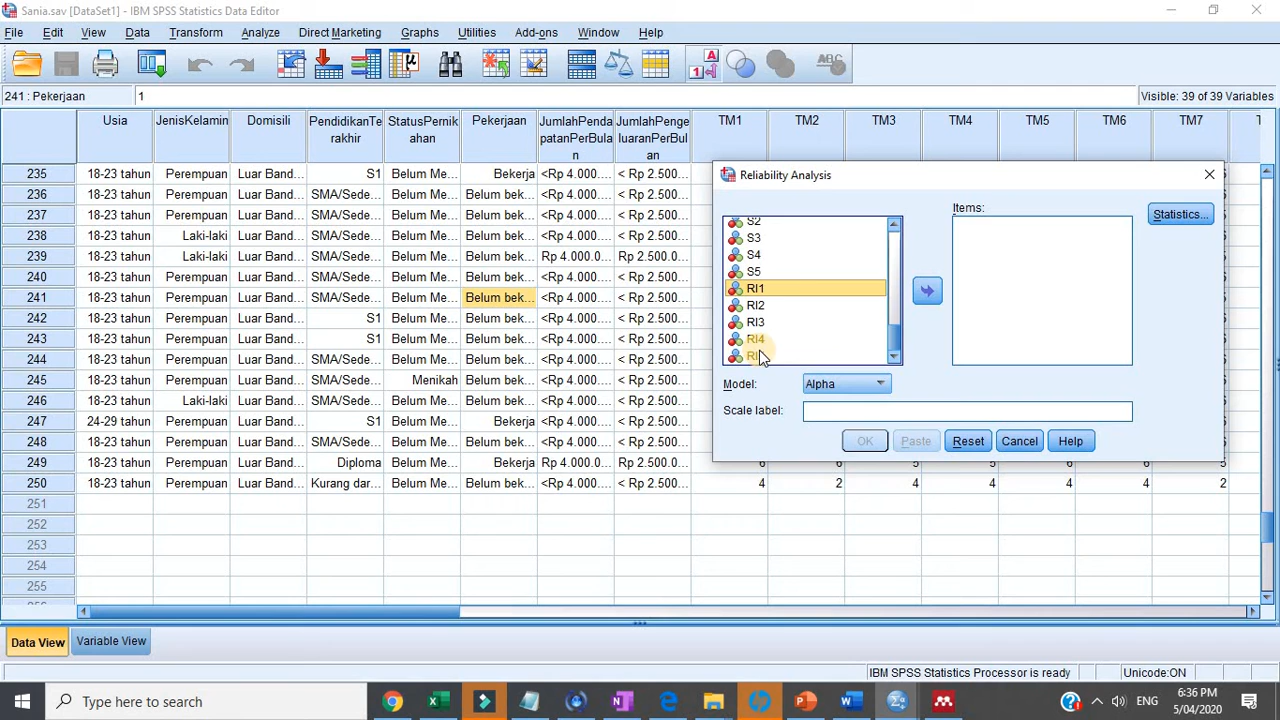 Sania.sav [DataSet1] - IBM SPSS Statistics Data Editor
File Edit View Data Transform Analyze Direct Marketing Graphs Utilities Add-ons Window Help
241 : Pekerjaan 1 Visible: 39 of 39 Variables
Usia JenisKelamin Domisili PendidikanTe StatusPernik Pekerjaan JumlahPenda JumlahPenge TM1 TM2 TM3 TM4 TM5 TM6 TM7 T
rakhir ahan patanPerBula luaranPerBul
n an
235 18-23 tahun Perempuan Luar Band... S1 Belum Me... Bekerja <Rp 4.000.... < Rp 2.500...
236 18-23 tahun Perempuan Luar Band... SMA/Sede... Belum Me... Belum bek... <Rp 4.000.... < Rp 2.500...
237 18-23 tahun Perempuan Luar Band... SMA/Sede... Belum Me... Belum bek... <Rp 4.000.... < Rp 2.500...
238 18-23 tahun Laki-laki Luar Band... SMA/Sede... Belum Me... Belum bek... <Rp 4.000.... < Rp 2.500...
239 18-23 tahun Laki-laki Luar Band... SMA/Sede... Belum Me... Belum bek... Rp 4.000.0... Rp 2.500.0...
240 18-23 tahun Perempuan Luar Band... SMA/Sede... Belum Me... Belum bek... <Rp 4.000.... < Rp 2.500...
241 18-23 tahun Perempuan Luar Band... SMA/Sede... Belum Me... Belum bek... <Rp 4.000.... < Rp 2.500...
242 18-23 tahun Perempuan Luar Band... S1 Belum Me... Belum bek... <Rp 4.000.... < Rp 2.500...
243 18-23 tahun Perempuan Luar Band... S1 Belum Me... Belum bek... <Rp 4.000.... < Rp 2.500...
244 18-23 tahun Perempuan Luar Band... SMA/Sede... Belum Me... Belum bek... <Rp 4.000.... < Rp 2.500...
245 18-23 tahun Perempuan Luar Band... SMA/Sede... Menikah Belum bek... <Rp 4.000.... < Rp 2.500...
246 18-23 tahun Laki-laki Luar Band... SMA/Sede... Belum Me... Belum bek... <Rp 4.000.... < Rp 2.500...
247 24-29 tahun Perempuan Luar Band... S1 Belum Me... Bekerja <Rp 4.000.... < Rp 2.500...
248 18-23 tahun Perempuan Luar Band... SMA/Sede... Belum Me... Belum bek... <Rp 4.000.... < Rp 2.500...
249 18-23 tahun Perempuan Luar Band... Diploma Belum Me... Bekerja Rp 4.000.0... Rp 2.500.0... 6 6 4 4 6 6 5
250 18-23 tahun Perempuan Luar Band... Kurang dar... Belum Me... Belum bek... <Rp 4.000.... < Rp 2.500... 4 2 4 4 4 4 2
251
252
253
254
255
Reliability Analysis
Items:
Statistics...
S2
S3
S4
S5
RI1
RI2
RI3
RI4
Model: Alpha
Scale label:
OK Paste Reset Cancel Help
Data View Variable View
IBM SPSS Statistics Processor is ready Unicode:ON
Type here to search
ENG
6:36 PM
5/04/2020